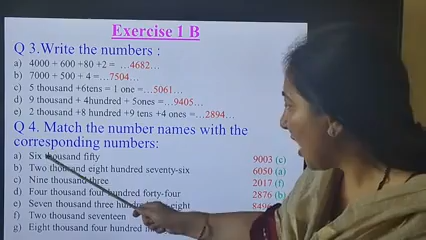 Exercise 1 B
Q 3.Write the numbers :
a) 4000 + 600 +80 +2 = …4682…
b) 7000 + 500 + 4 =…7504…
c) 5 thousand +6tens = 1 one =…5061…
d) 9 thousand + 4hundred + 5ones =…9405…
e) 2 thousand +8 hundred +9 tens +4 ones =…2894…
Q 4. Match the number names with the
corresponding numbers:
a) Six thousand fifty 9003 (c)
b) Two thousand eight hundred seventy-six 6050 (a)
c) Nine thousand three 2017 (f)
d) Four thousand four hundred forty-four 2876 (b)
e) Seven thousand three eight
f) Two thousand seventeen
g) Eight thousand four hundred